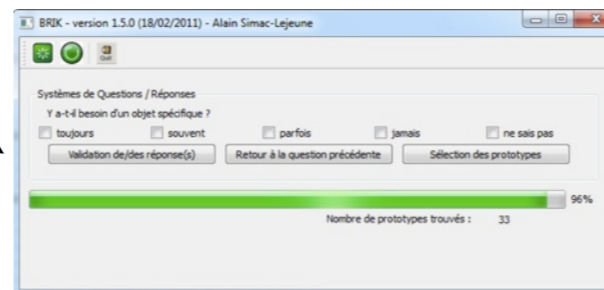 BRIK - version 1.5.0 (18/02/2011) - Alain Simac-Lejeune
Quit
Systèmes de Questions / Réponses
Y a-t-il besoin d'un objet spécifique ?
toujours souvent parfois jamais ne sais pas
Validation de/des réponse(s) Retour à la question précédente Sélection des prototypes
96%
Nombre de prototypes trouvés : 33